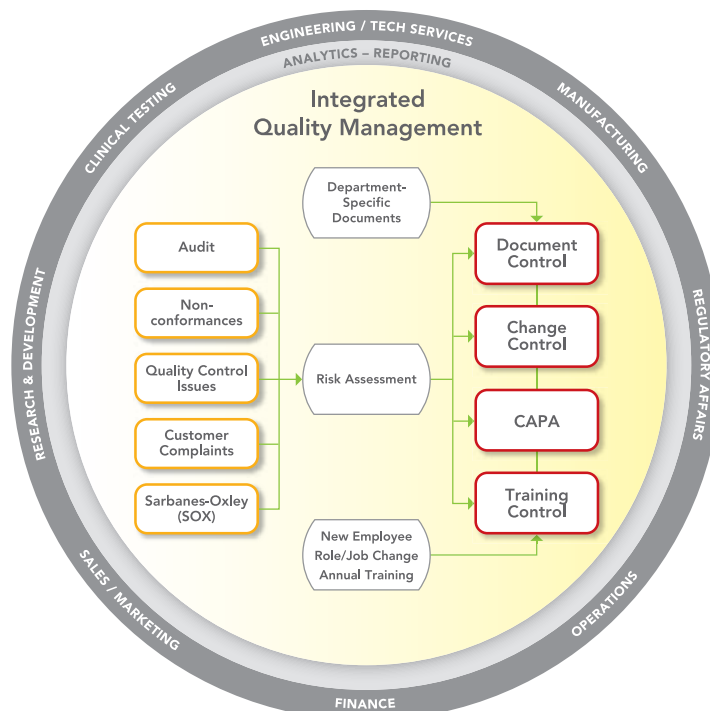 ENGINEERING / TECH SERVICES
ANALYTICS – REPORTING
CLINICAL TESTING
MANUFACTURING
Integrated
Quality Management
Department-
Specific
Documents
Audit
Document
Control
Non-
conformances
Change
Control
RESEARCH & DEVELOPMENT
REGULATORY AFFAIRS
Quality Control
Issues
Risk Assessment
Customer
Complaints
CAPA
Sarbanes-Oxley
(SOX)
Training
Control
New Employee
Role/Job Change
Annual Training
SALES / MARKETING
OPERATIONS
FINANCE